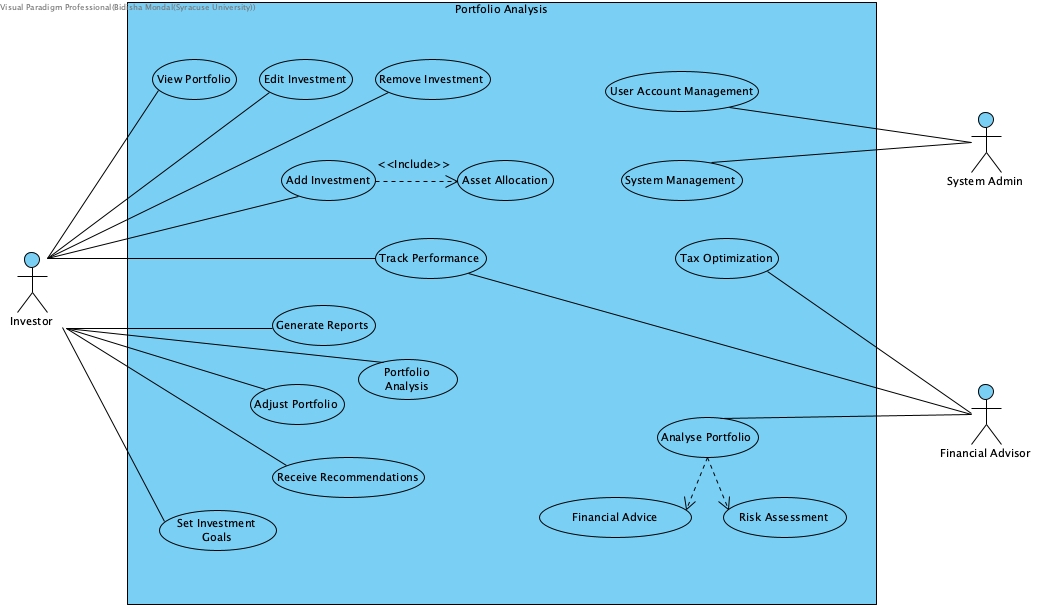 Visual Paradigm Professional(Bidisha Mondal(Syracuse University))
Portfolio Analysis
View Portfolio
Edit Investment
Remove Investment
User Account Management
<<Include>>
Add Investment
Asset Allocation
System Management
System Admin
Track Performance
Tax Optimization
Investor
Generate Reports
Portfolio
Analysis
Adjust Portfolio
Analyse Portfolio
Financial Advisor
Receive Recommendations
Financial Advice
Risk Assessment
Set Investment
Goals